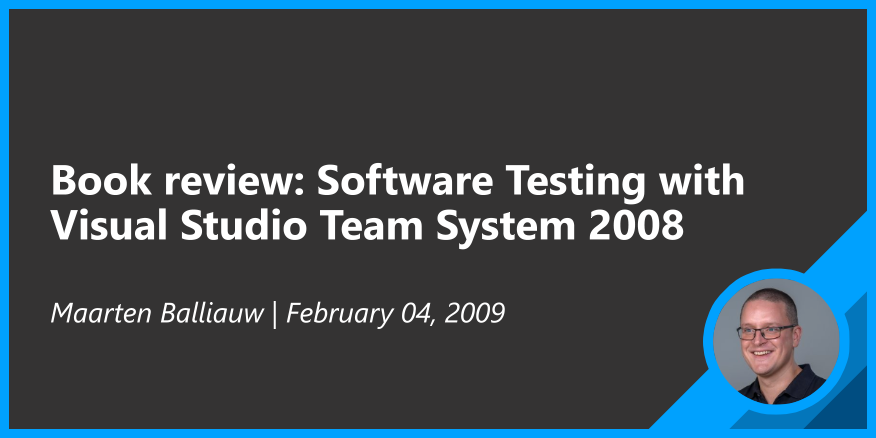 Book review: Software Testing with
Visual Studio Team System 2008
Maarten Balliauw | February 04, 2009